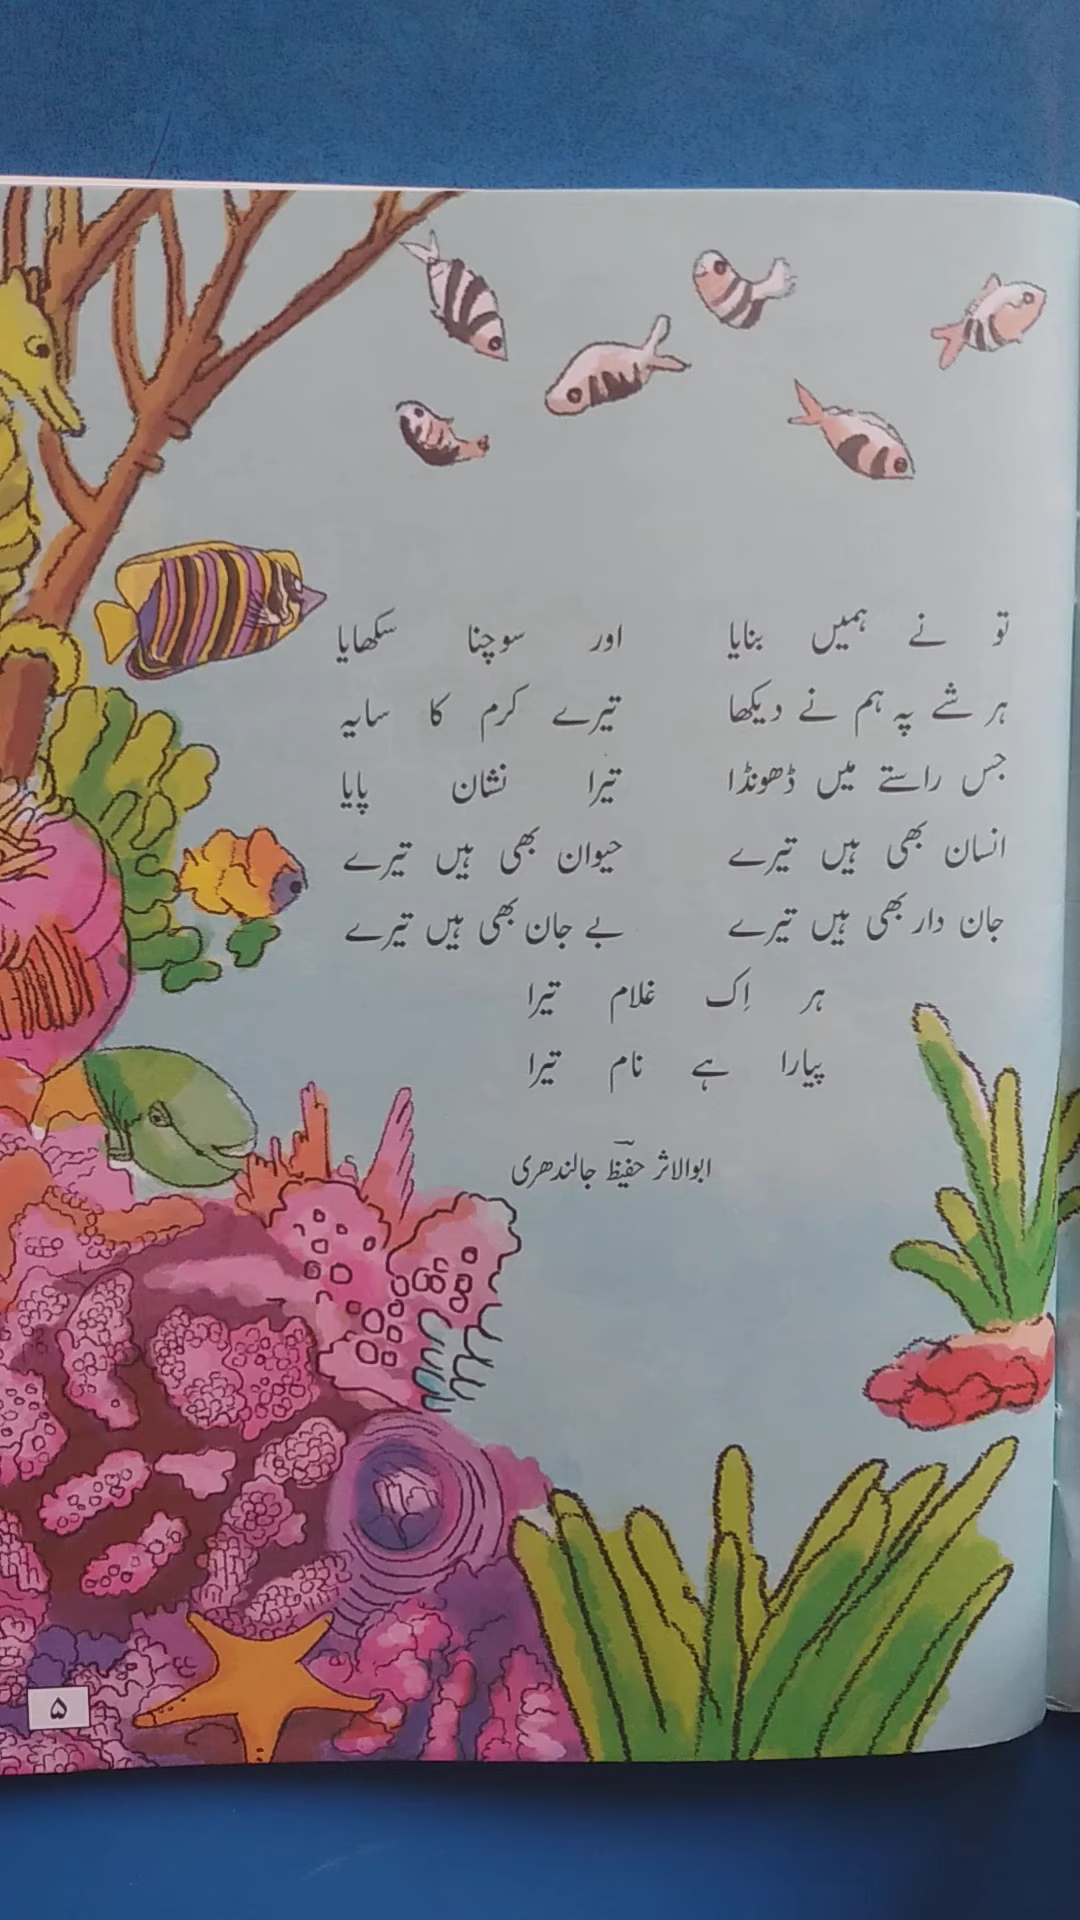 تو نے ہمیں بنایا اور سوچنا سکھایا
ہر شے پہ ہم نے دیکھا تیرے کرم کا سایہ
جس راستے میں ڈھونڈا تیرا نشان پایا
انسان بھی ہیں تیرے حیوان بھی ہیں تیرے
جان دار بھی ہیں تیرے بے جان بھی ہیں تیرے
ہر اِک غلام تیرا
پیارا ہے نام تیرا
ابوالاثر حفیظؔ جالندھری
۵